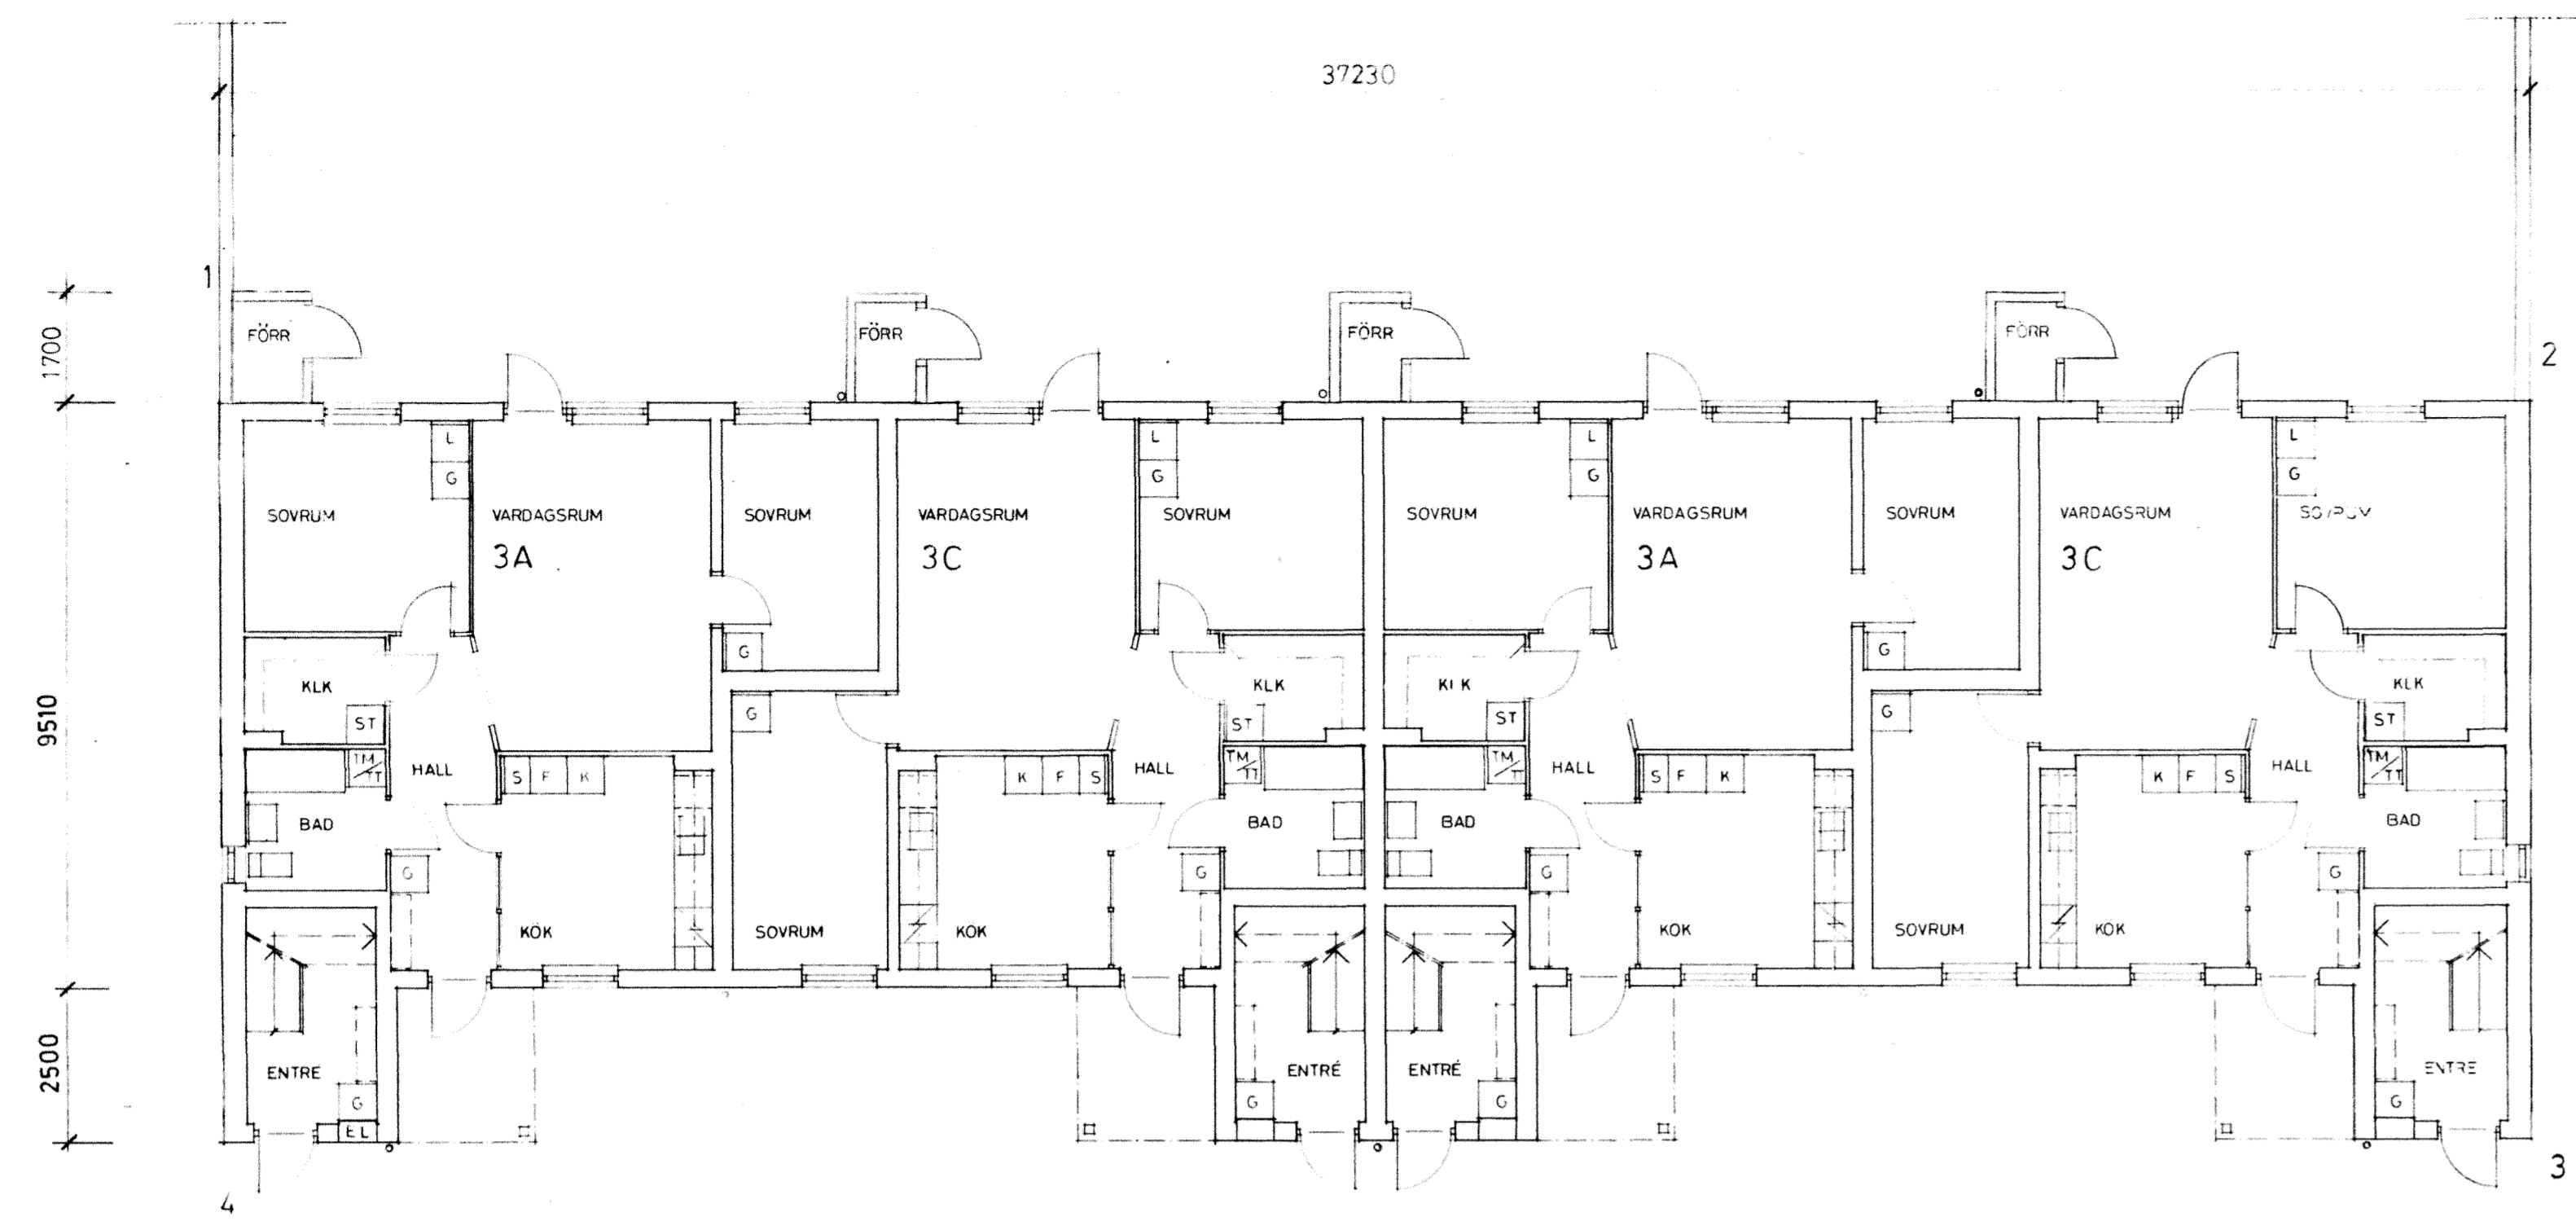 37230
1
1700
FÖRR
FÖRR
FÖRR
FÖRR
2
L
G
L
G
L
G
L
G
SOVRUM
VARDAGSRUM
SOVRUM
VARDAGSRUM
SOVRUM
SOVRUM
VARDAGSRUM
SOVRUM
VARDAGSRUM
SOVRUM
3A
3C
3A
3C
G
G
9510
KLK
ST
G
KLK
ST
KLK
ST
G
KLK
ST
TM/TT
HALL
S F K
K F S
HALL
TM/TT
TM/TT
HALL
S F K
K F S
HALL
TM/TT
BAD
BAD
BAD
BAD
G
G
G
G
KÖK
SOVRUM
KÖK
KÖK
SOVRUM
KÖK
2500
ENTRÉ
ENTRÉ
ENTRÉ
ENTRE
G
G
G
G
EL
4
3